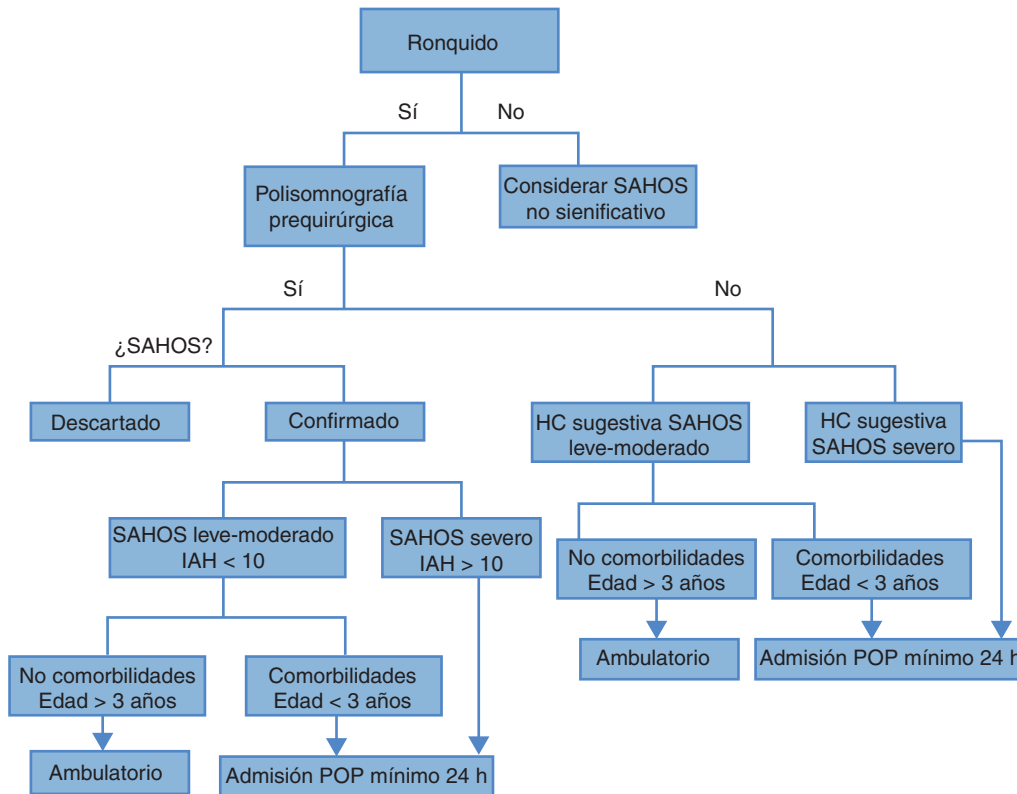 Ronquido
Sí
No
Polisomnografía
prequirúrgica
Considerar SAHOS
no sienificativo
Sí
No
¿SAHOS?
Descartado
Confirmado
HC sugestiva SAHOS
leve-moderado
HC sugestiva
SAHOS severo
SAHOS leve-moderado
IAH < 10
SAHOS severo
IAH > 10
No comorbilidades
Edad > 3 años
Comorbilidades
Edad < 3 años
No comorbilidades
Edad > 3 años
Comorbilidades
Edad < 3 años
Ambulatorio
Admisión POP mínimo 24 h
Ambulatorio
Admisión POP mínimo 24 h